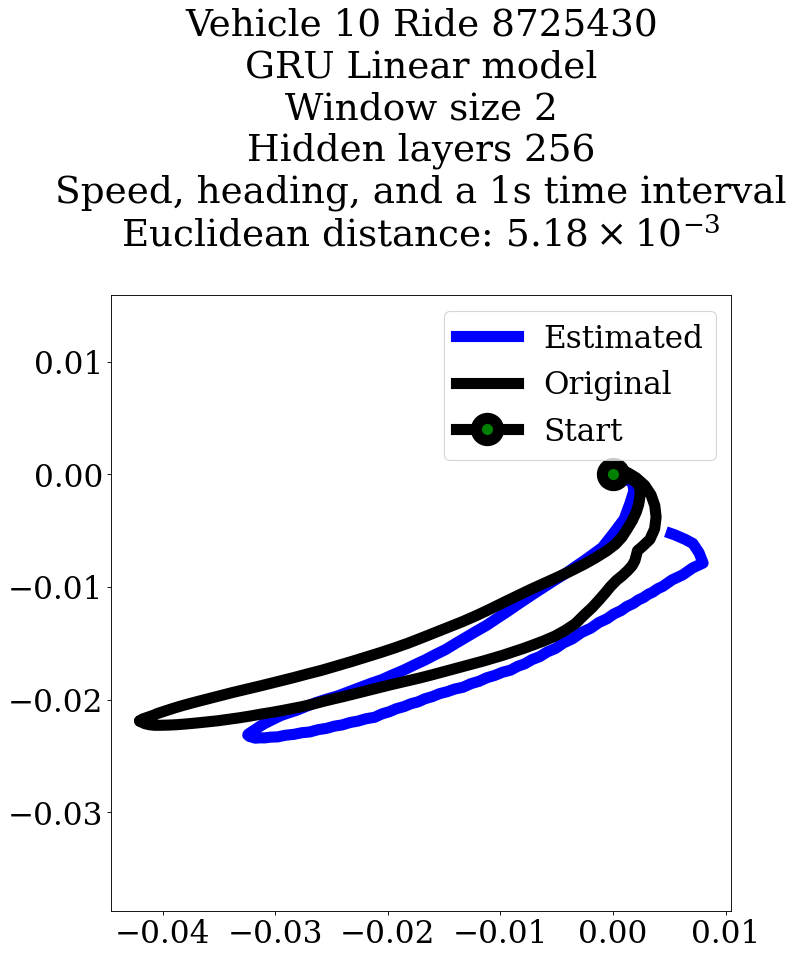 Vehicle 10 Ride 8725430
GRU Linear model
Window size 2
Hidden layers 256
Speed, heading, and a 1s time interval
Euclidean distance: 5.18 × 10⁻³
Estimated
Original
Start
0.01
0.00
−0.01
−0.02
−0.03
−0.04 −0.03 −0.02 −0.01 0.00 0.01